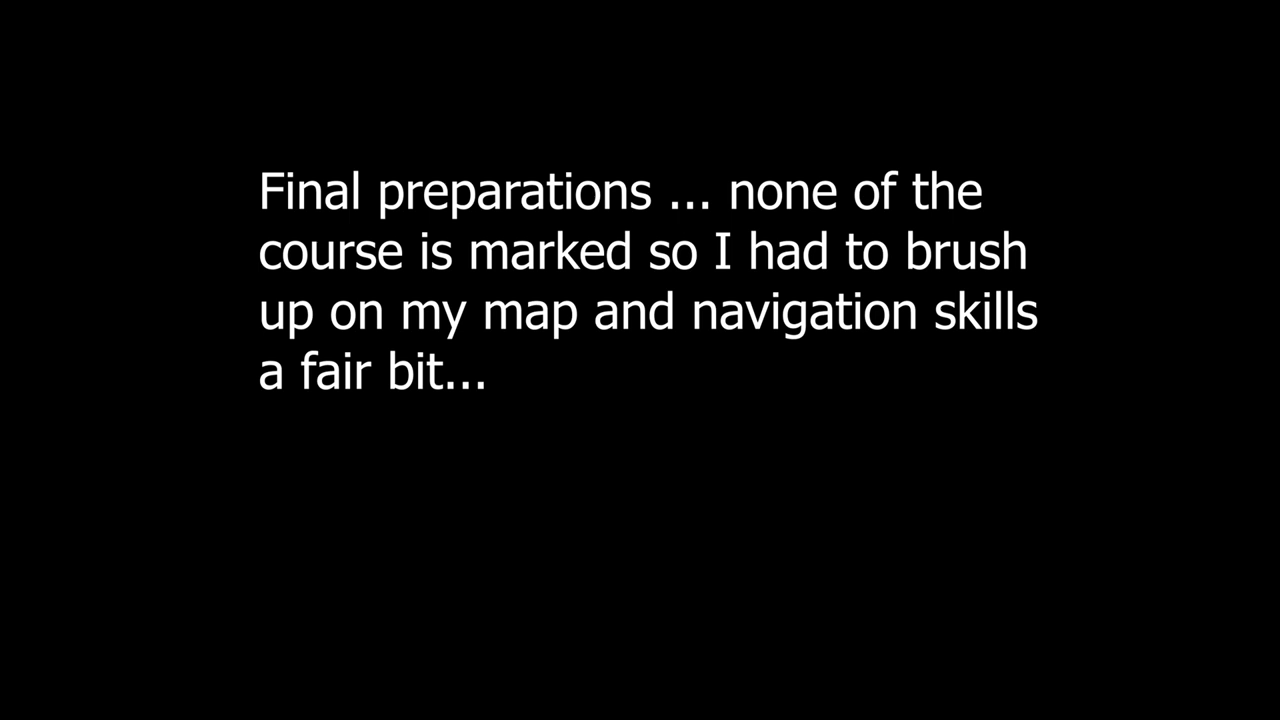 Final preparations ... none of the
course is marked so I had to brush
up on my map and navigation skills
a fair bit...